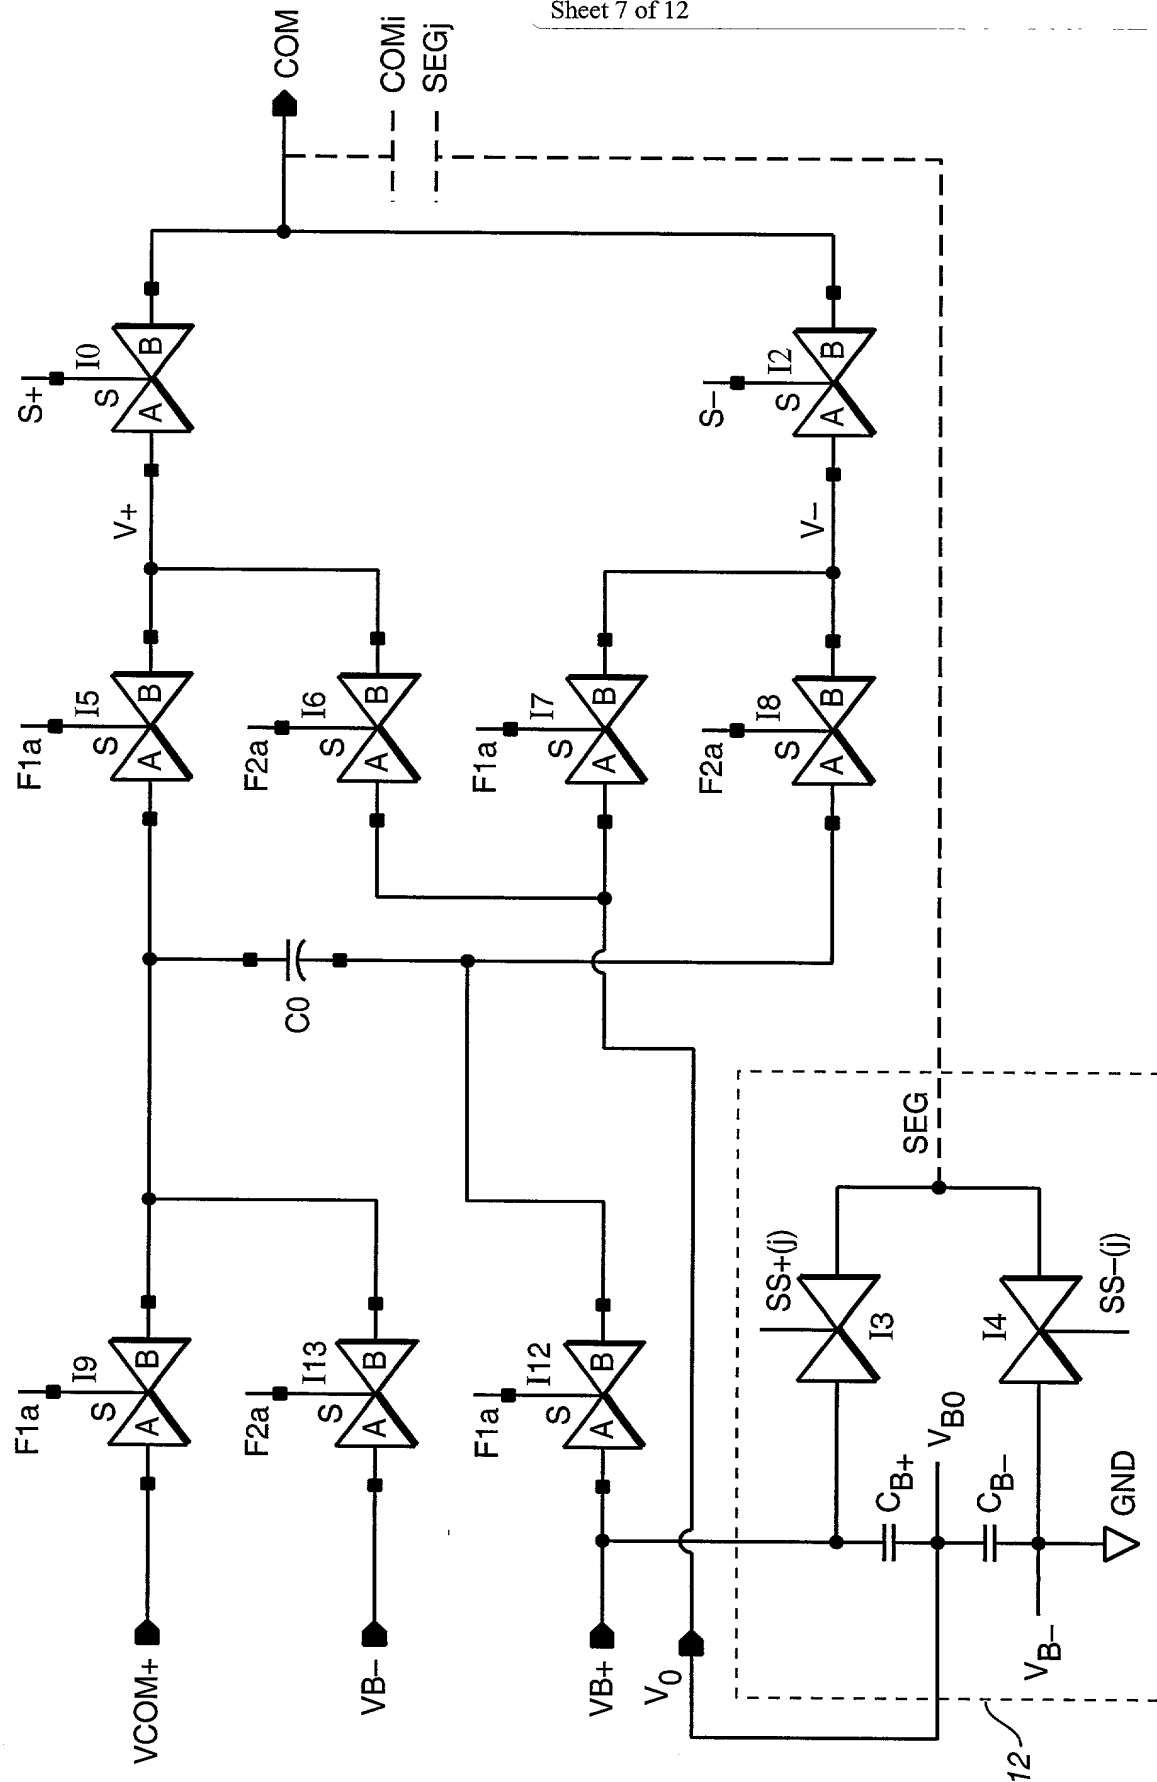 Sheet 7 of 12
COM
COMi
SEGj
S+
I0
S
A
B
S−
I2
S
A
B
V+
V−
F1a
I5
S
A
B
F2a
I6
S
A
B
F1a
I7
S
A
B
F2a
I8
S
A
B
C0
F1a
I9
S
A
B
F2a
I13
S
A
B
F1a
I12
S
A
B
SEG
SS+(j)
I3
SS−(j)
I4
VB0
CB+
CB−
GND
VB−
VCOM+
VB−
VB+
V0
12